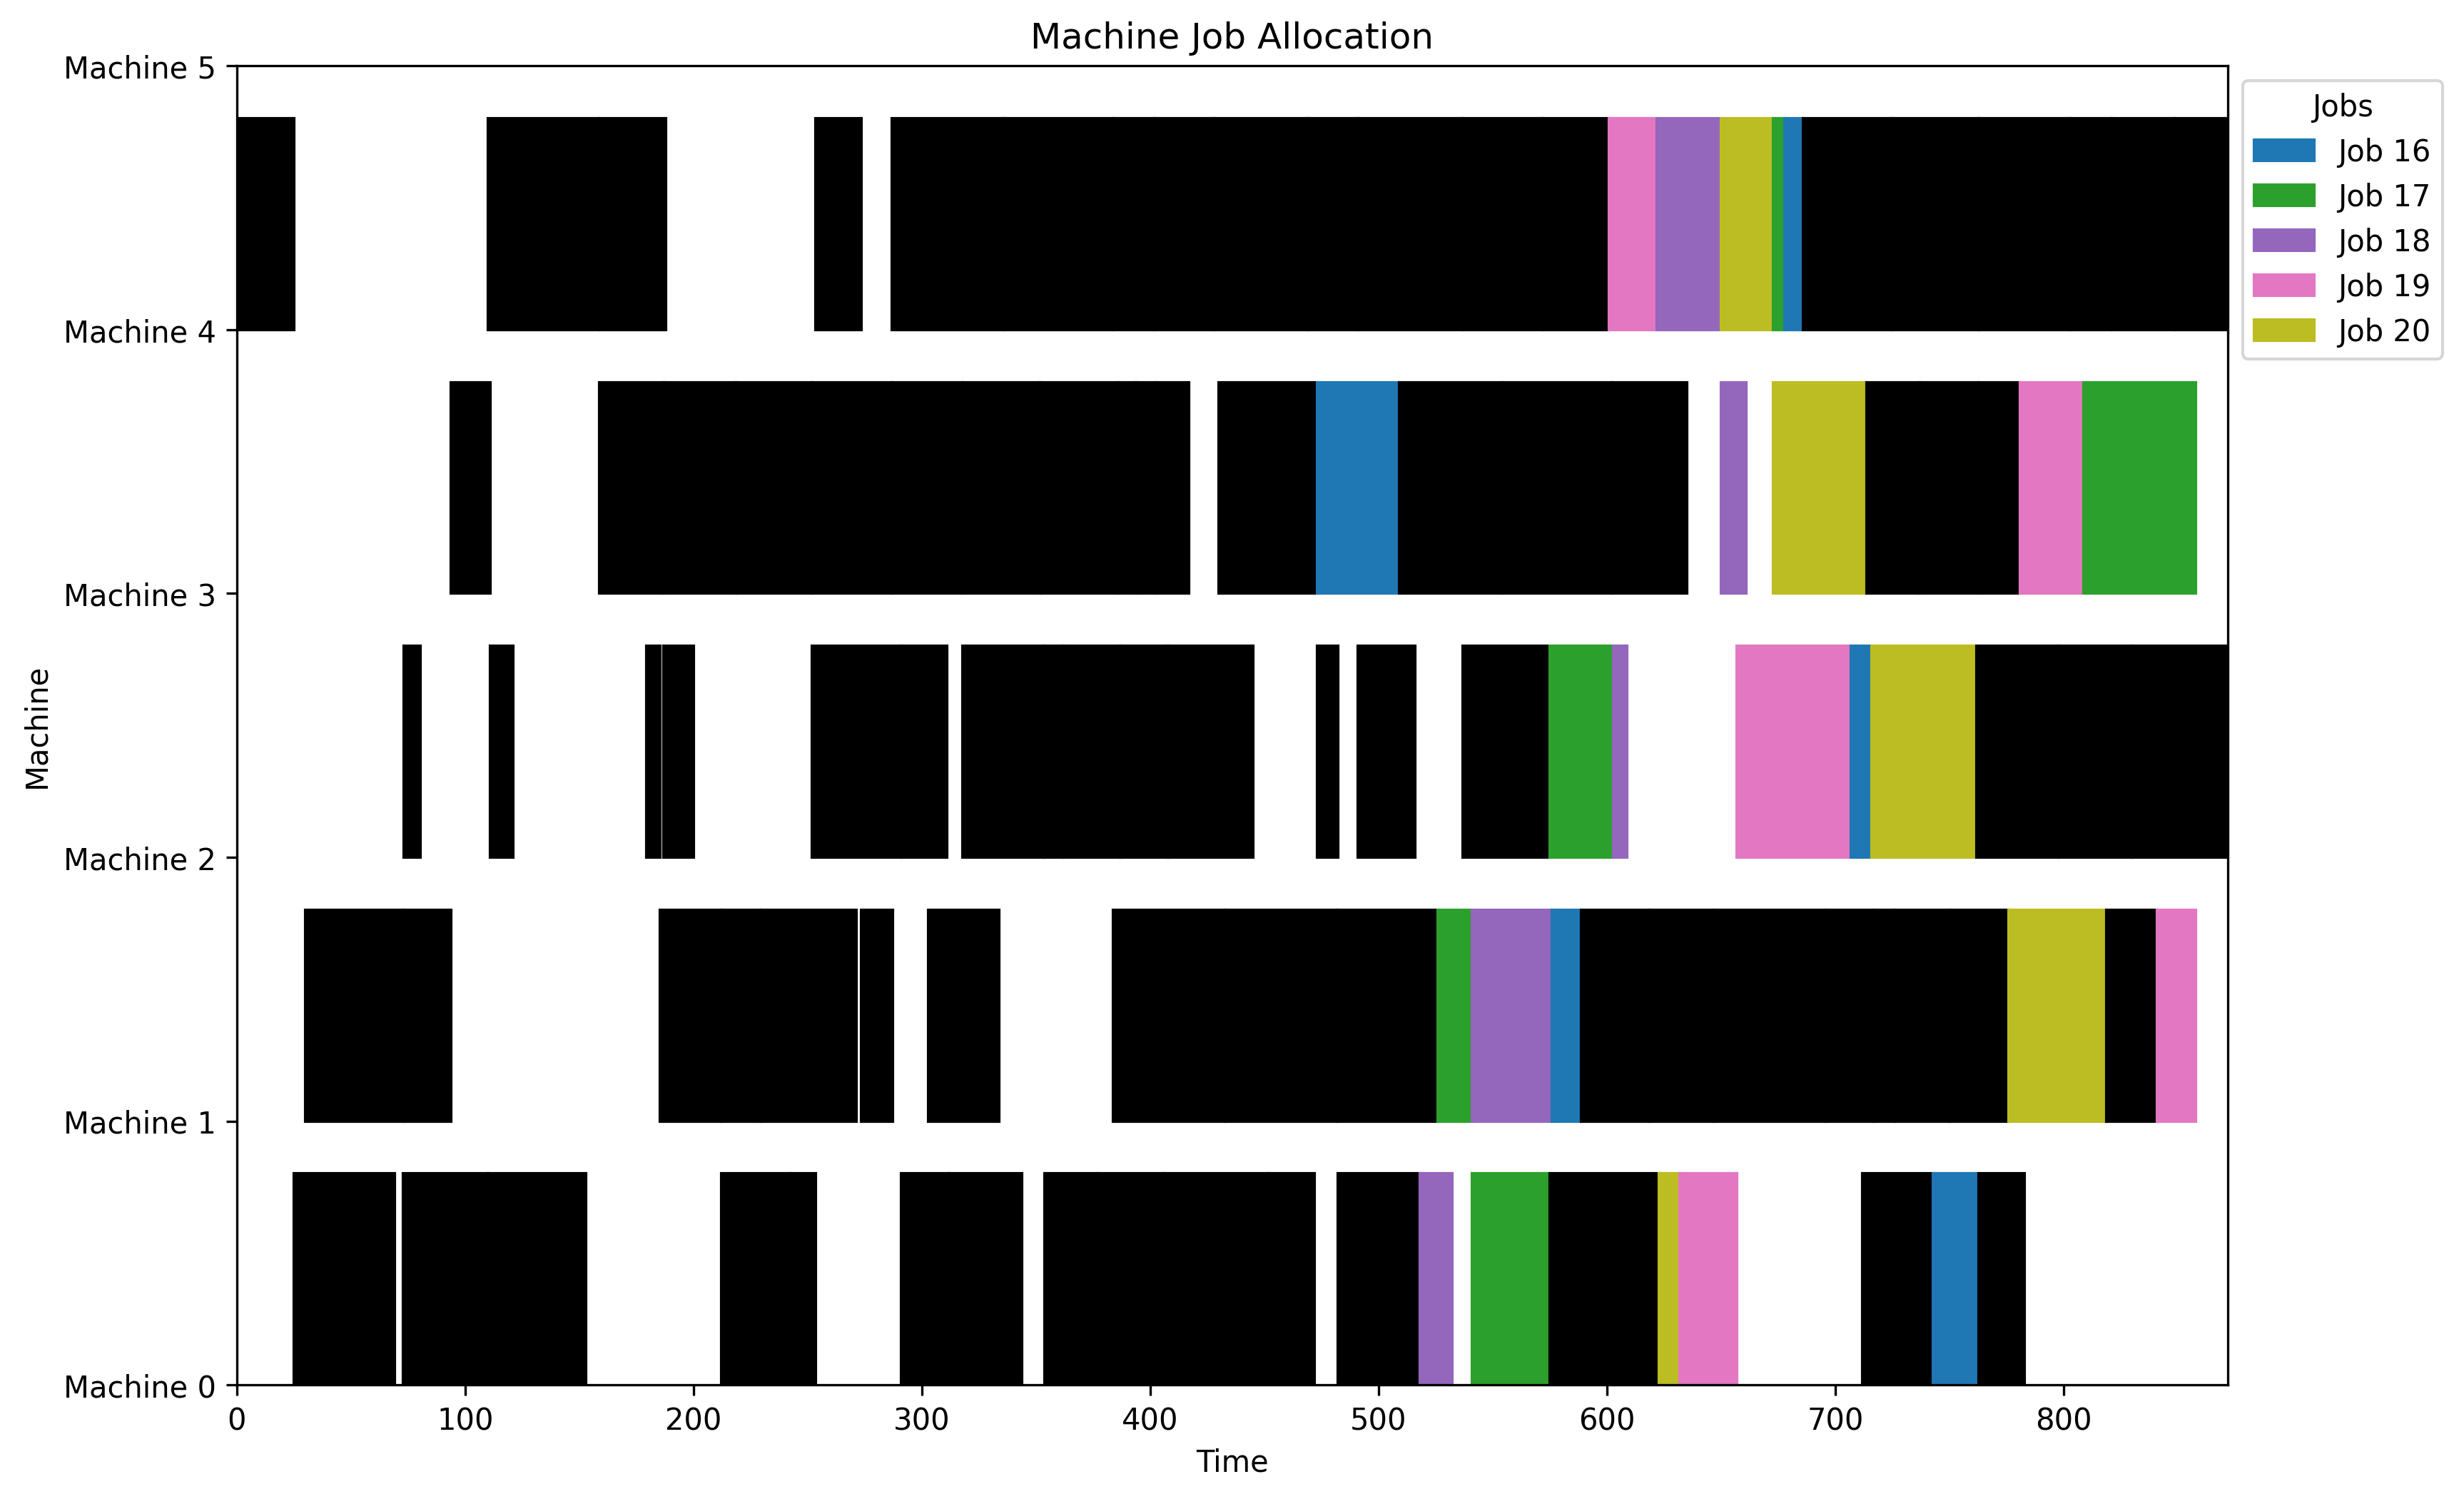 Machine Job Allocation
Machine 5
Machine 4
Machine 3
Machine 2
Machine 1
Machine 0
Machine
0 100 200 300 400 500 600 700 800
Time
Jobs
Job 16
Job 17
Job 18
Job 19
Job 20